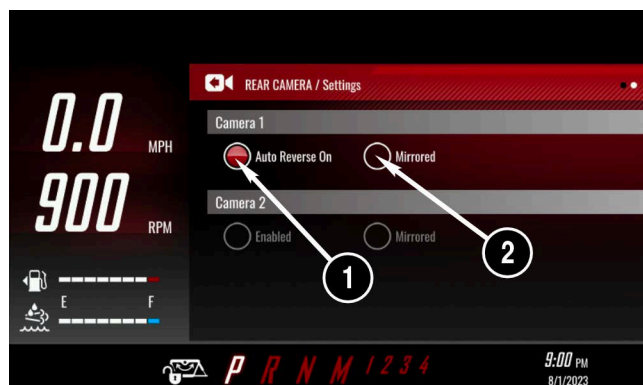 REAR CAMERA / Settings
0.0 MPH
Camera 1
Auto Reverse On Mirrored
900 RPM
Camera 2
Enabled Mirrored
1
2
E F
P R N M 1 2 3 4
9:00 PM
8/1/2023